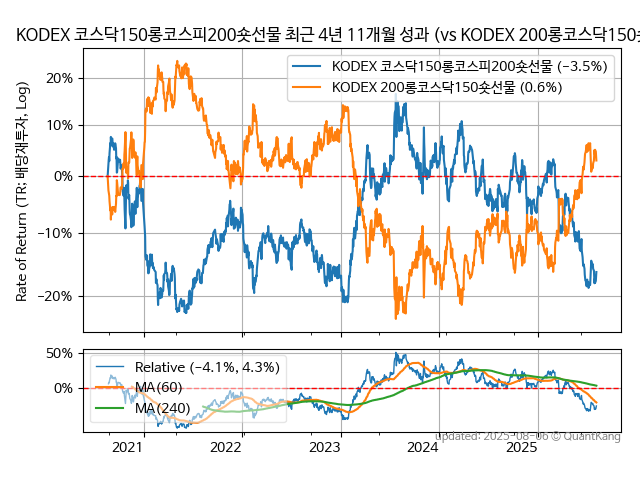 KODEX 코스닥150롱코스피200숏선물 최근 4년 11개월 성과 (vs KODEX 200롱코스닥150숏
KODEX 코스닥150롱코스피200숏선물 (−3.5%)
KODEX 200롱코스닥150숏선물 (0.6%)
Rate of Return (TR: 배당재투자, Log)
20%
10%
0%
−10%
−20%
Relative (−4.1%, 4.3%)
MA(60)
MA(240)
50%
0%
2021
2022
2023
2024
2025
updated: 2025-08-06 © QuantKang